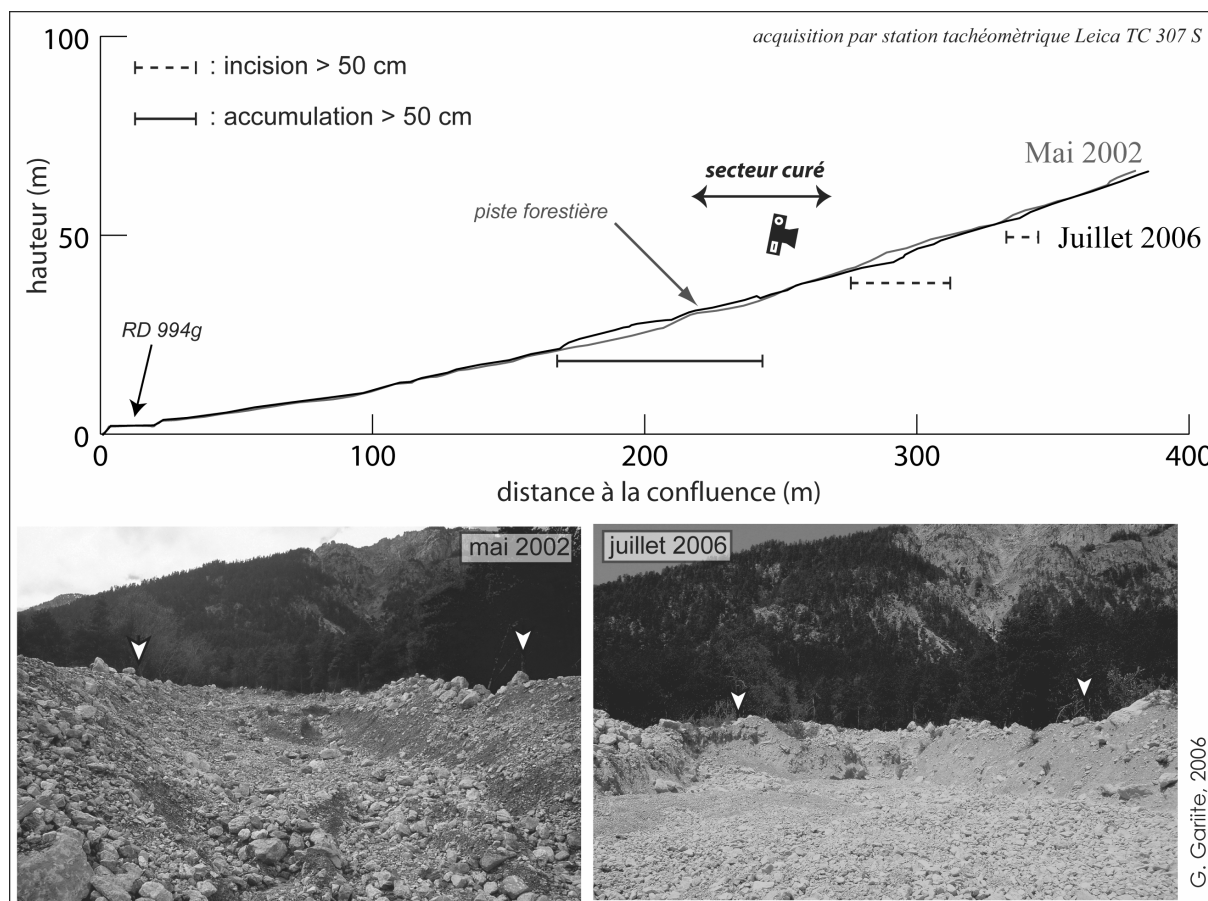 100
acquisition par station tachéomètrique Leica TC 307 S
: incision > 50 cm
: accumulation > 50 cm
Mai 2002
secteur curé
piste forestière
hauteur (m)
50
Juillet 2006
RD 994g
0
0
100
200
300
400
distance à la confluence (m)
mai 2002
juillet 2006
G. Gariite, 2006